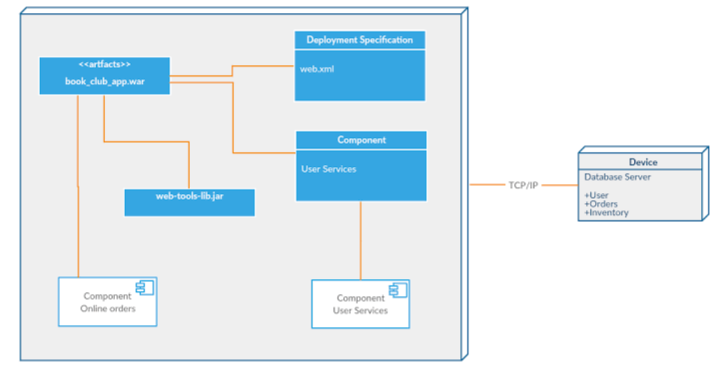 Deployment Specification
web.xml
<<artfacts>>
book_club_app.war
Component
User Services
web-tools-lib.jar
TCP/IP
Device
Database Server
+User
+Orders
+Inventory
Component
Online orders
Component
User Services